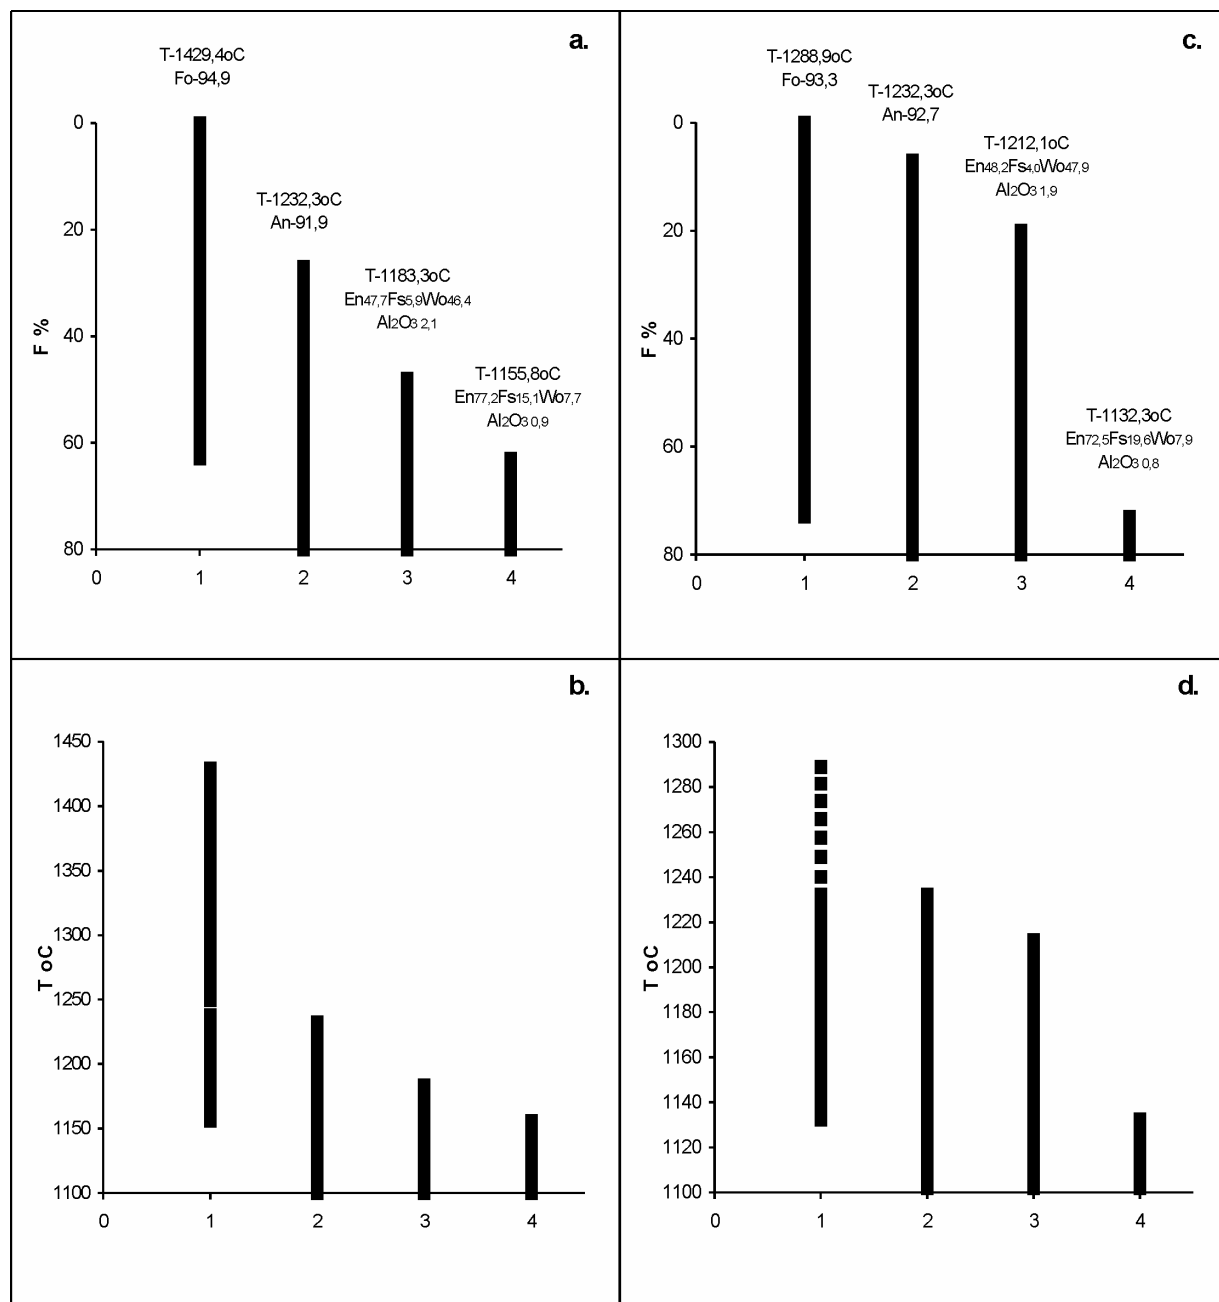 a.
T-1429,4oC
Fo-94,9
T-1232,3oC
An-91,9
T-1183,3oC
En47,7Fs5,9Wo46,4
Al2O3 2,1
T-1155,8oC
En77,2Fs15,1Wo7,7
Al2O3 0,9
F %
0
20
40
60
80
0 1 2 3 4
c.
T-1288,9oC
Fo-93,3
T-1232,3oC
An-92,7
T-1212,1oC
En48,2Fs4,0Wo47,9
Al2O3 1,9
T-1132,3oC
En72,5Fs19,6Wo7,9
Al2O3 0,8
F %
0
20
40
60
80
0 1 2 3 4
b.
T oC
1450
1400
1350
1300
1250
1200
1150
1100
0 1 2 3 4
d.
T oC
1300
1280
1260
1240
1220
1200
1180
1160
1140
1120
1100
0 1 2 3 4